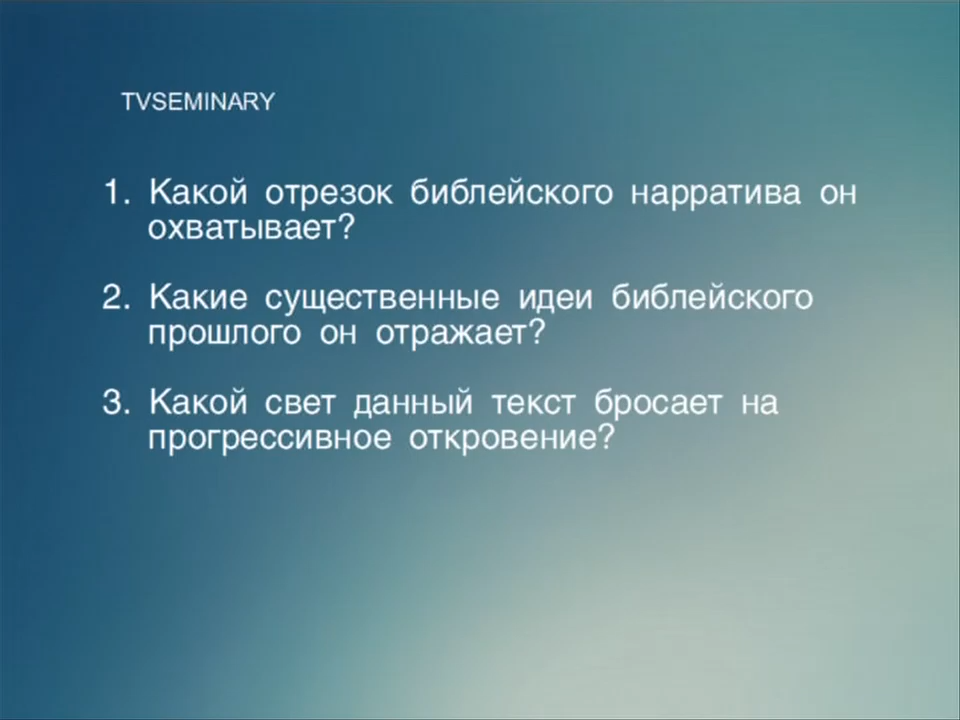 TVSEMINARY
1. Какой отрезок библейского нарратива он
охватывает?
2. Какие существенные идеи библейского
прошлого он отражает?
3. Какой свет данный текст бросает на
прогрессивное откровение?